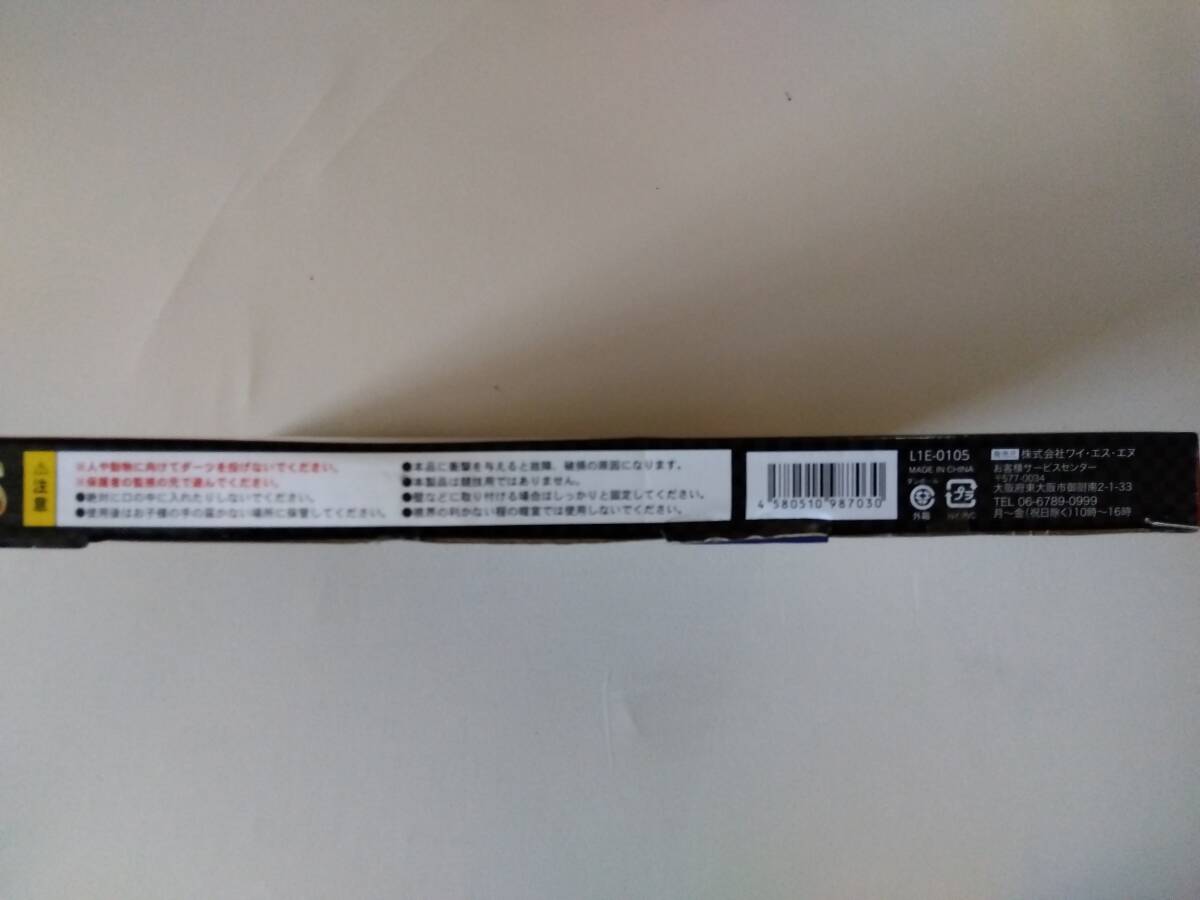 注意
※人や動物に向けてダーツを投げないでください。
※保護者の監視の元で遊んでください。
●絶対に口の中に入れたりしないでください。
●使用後はお子様の手の届かない場所に保管してください。
●本品に衝撃を与えると故障、破損の原因になります。
●本製品は競技用ではありません。
●壁などに取り付ける場合はしっかりと固定してください。
●視界の利かない程の暗室では使用しないでください。
4 580510 987030
L1E-0105
MADE IN CHINA
外箱
プラ
発売元 株式会社ワイ・エス・エヌ
お客様サービスセンター
〒577-0034
大阪府東大阪市御厨南2-1-33
TEL 06-6789-0999
月～金(祝日除く)10時～16時